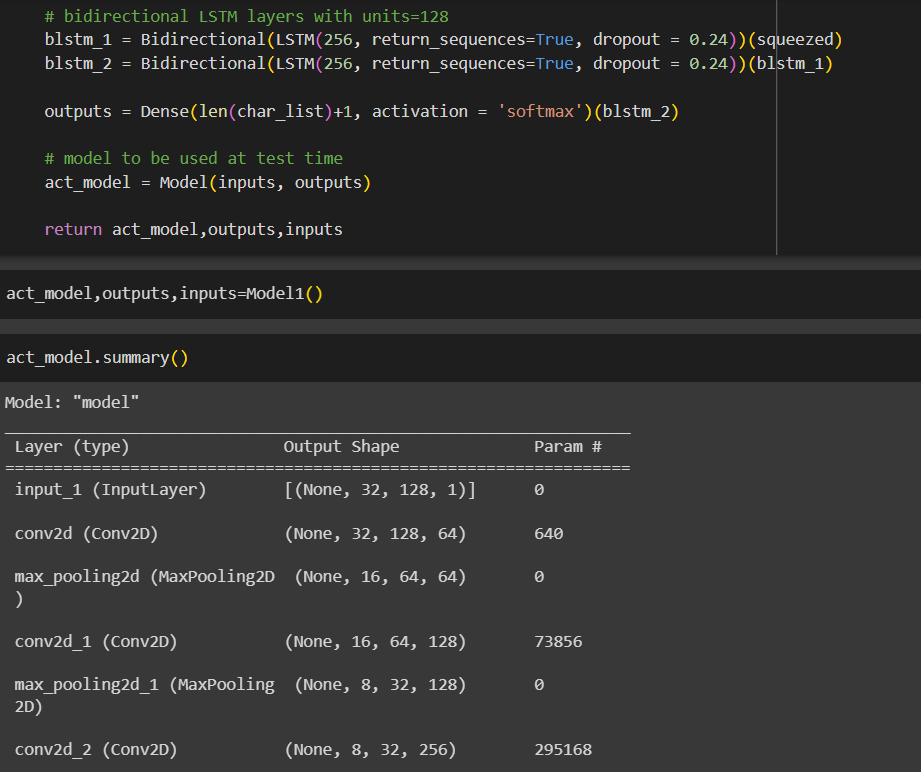 # bidirectional LSTM layers with units=128
blstm_1 = Bidirectional(LSTM(256, return_sequences=True, dropout = 0.24))(squeezed)
blstm_2 = Bidirectional(LSTM(256, return_sequences=True, dropout = 0.24))(blstm_1)
outputs = Dense(len(char_list)+1, activation = 'softmax')(blstm_2)
# model to be used at test time
act_model = Model(inputs, outputs)
return act_model,outputs,inputs
act_model,outputs,inputs=Model1()
act_model.summary()
Model: "model"
Layer (type) Output Shape Param #
=================================================================
input_1 (InputLayer) [(None, 32, 128, 1)] 0
conv2d (Conv2D) (None, 32, 128, 64) 640
max_pooling2d (MaxPooling2D (None, 16, 64, 64) 0
)
conv2d_1 (Conv2D) (None, 16, 64, 128) 73856
max_pooling2d_1 (MaxPooling (None, 8, 32, 128) 0
2D)
conv2d_2 (Conv2D) (None, 8, 32, 256) 295168